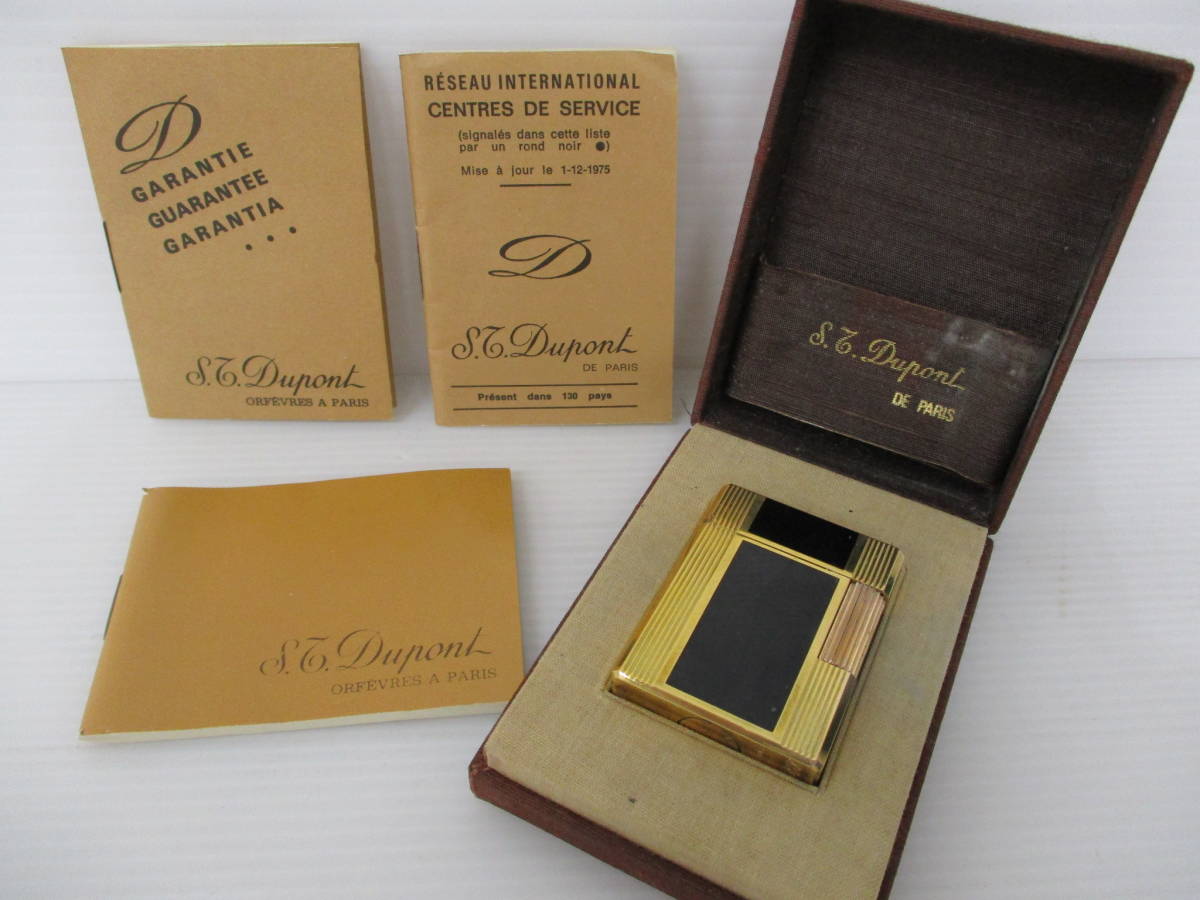 D
GARANTIE
GUARANTEE
GARANTIA
• • •
S.T. Dupont
ORFÈVRES A PARIS
RÉSEAU INTERNATIONAL
CENTRES DE SERVICE
(signalés dans cette liste
par un rond noir ●)
Mise à jour le 1-12-1975
D
S.T. Dupont
DE PARIS
Présent dans 130 pays
S.T. Dupont
DE PARIS
S.T. Dupont
ORFÈVRES A PARIS